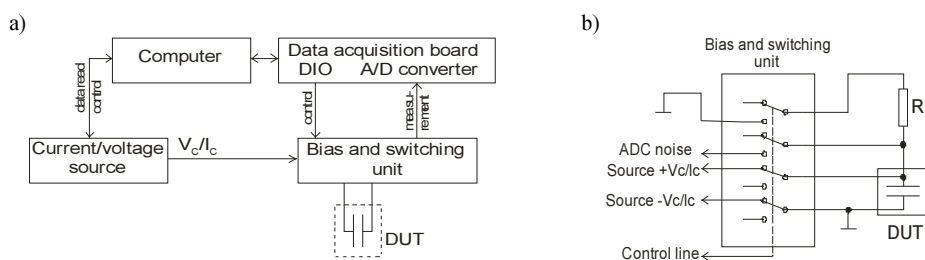 a)
Computer
Data acquisition board
DIO A/D converter
data read
control
control
measu-
rement
Current/voltage
source
VC/IC
Bias and switching
unit
DUT
b)
Bias and switching
unit
R
ADC noise
Source +Vc/Ic
Source -Vc/Ic
DUT
Control line